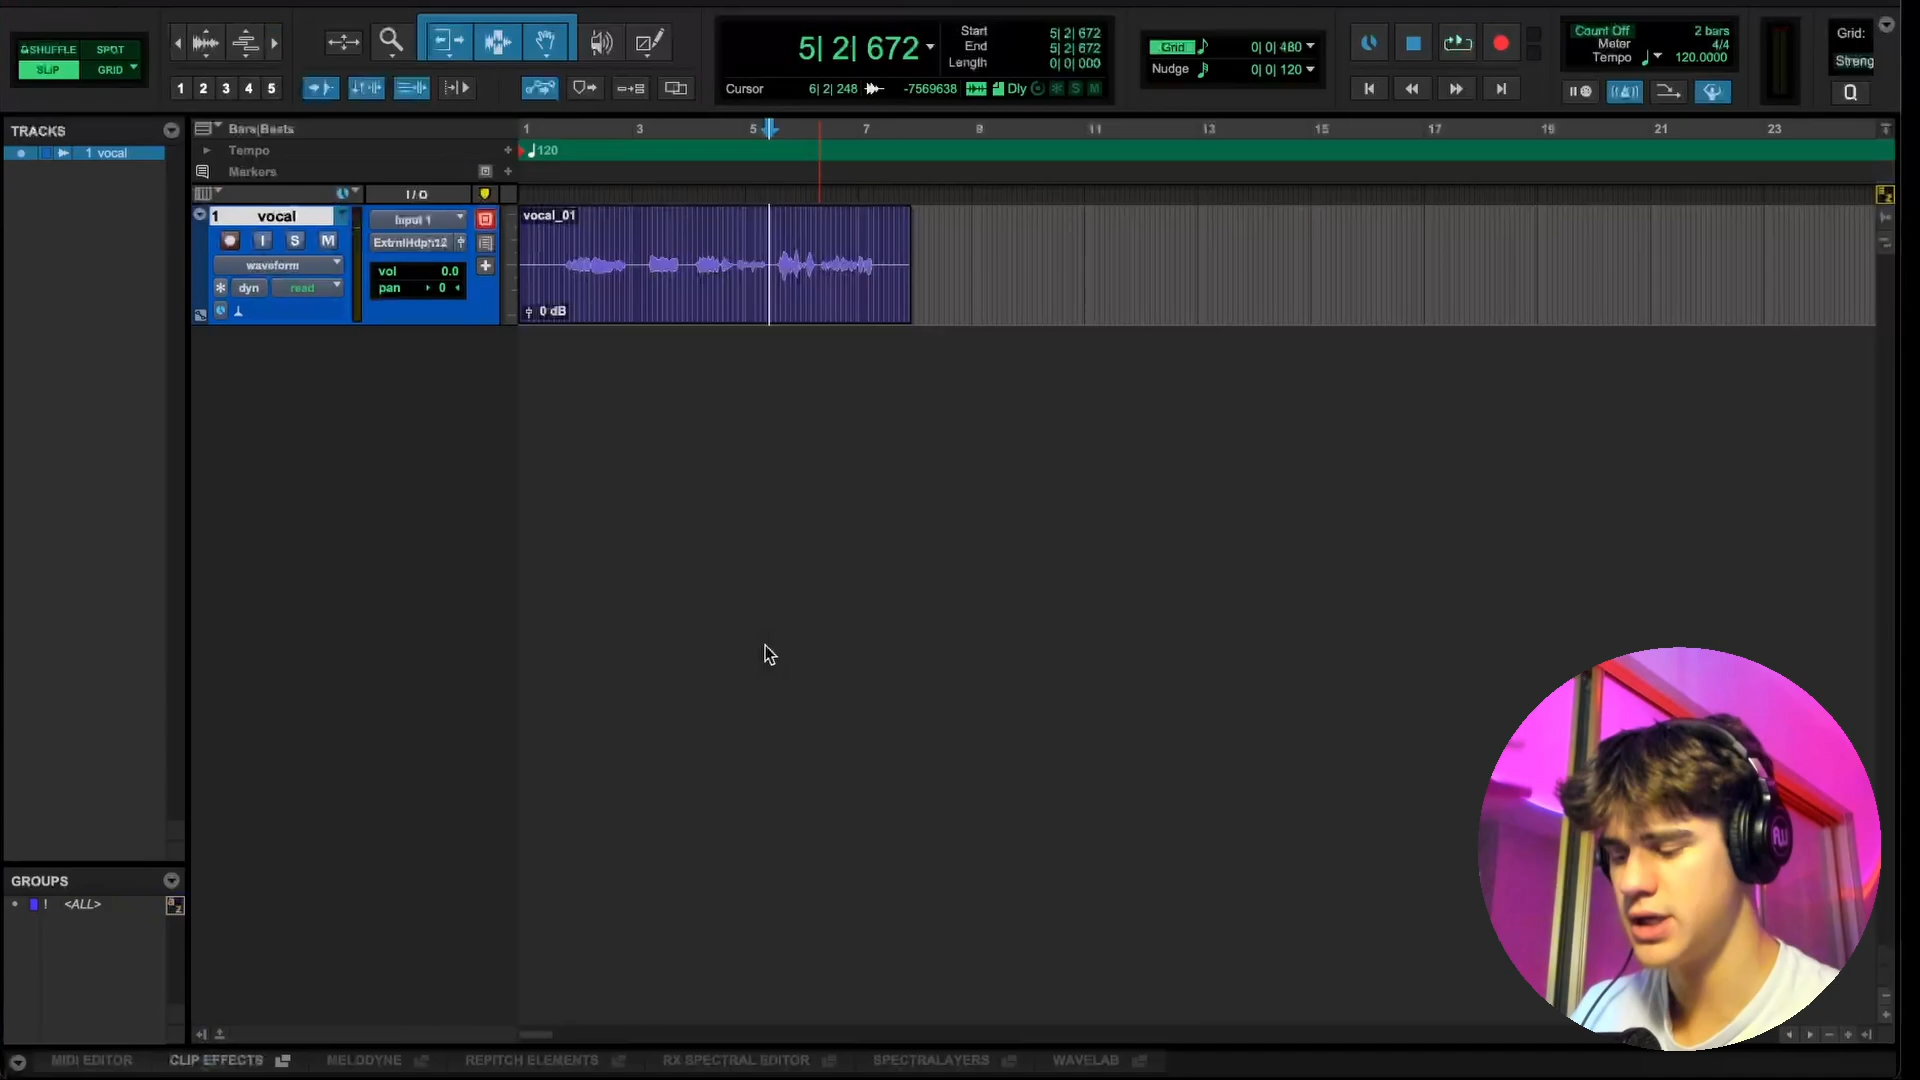 SHUFFLE SPOT
SLIP GRID
1 2 3 4 5
5| 2| 672
Start 5| 2| 672
End 5| 2| 672
Length 0| 0| 000
Cursor 6| 2| 248 -7569638 Dly S M
Grid 0| 0| 480
Nudge 0| 0| 120
Count Off 2 bars
Meter 4/4
Tempo 120.0000
Grid:
Streng
Q
TRACKS
1 vocal
Bars|Beats 1 3 5 7 9 11 13 15 17 19 21 23
Tempo 120
Markers
I / O
1 vocal
I S M
waveform
dyn read
Input 1
vol 0.0
pan 0
vocal_01
0 dB
GROUPS
! <ALL>
MIDI EDITOR CLIP EFFECTS MELODYNE REPITCH ELEMENTS RX SPECTRAL EDITOR SPECTRALAYERS WAVELAB